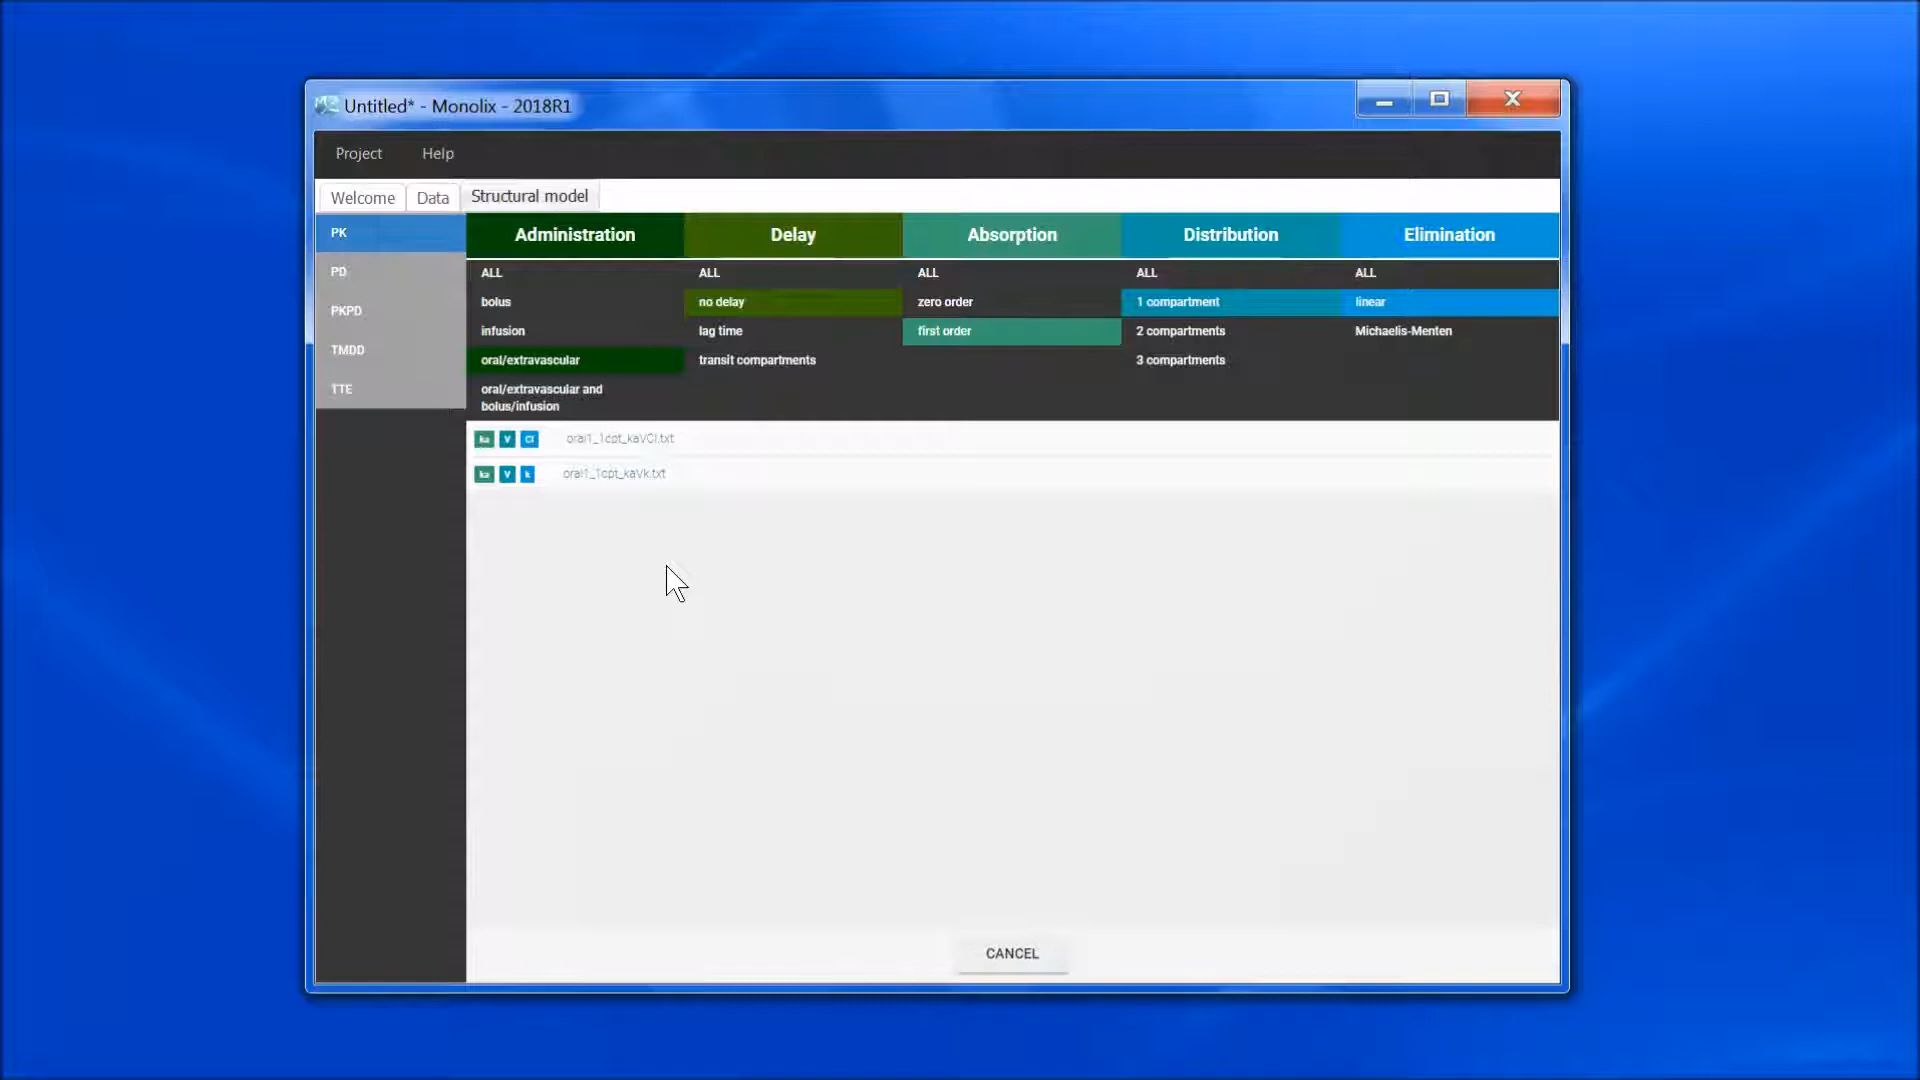 Untitled* - Monolix - 2018R1
Project Help
Welcome Data Structural model
PK
PD
PKPD
TMDD
TTE
Administration Delay Absorption Distribution Elimination
ALL ALL ALL ALL ALL
bolus no delay zero order 1 compartment linear
infusion lag time first order 2 compartments Michaelis-Menten
oral/extravascular transit compartments 3 compartments
oral/extravascular and
bolus/infusion
ka V Cl oral1_1cpt_kaVCl.txt
ka V k oral1_1cpt_kaVk.txt
CANCEL